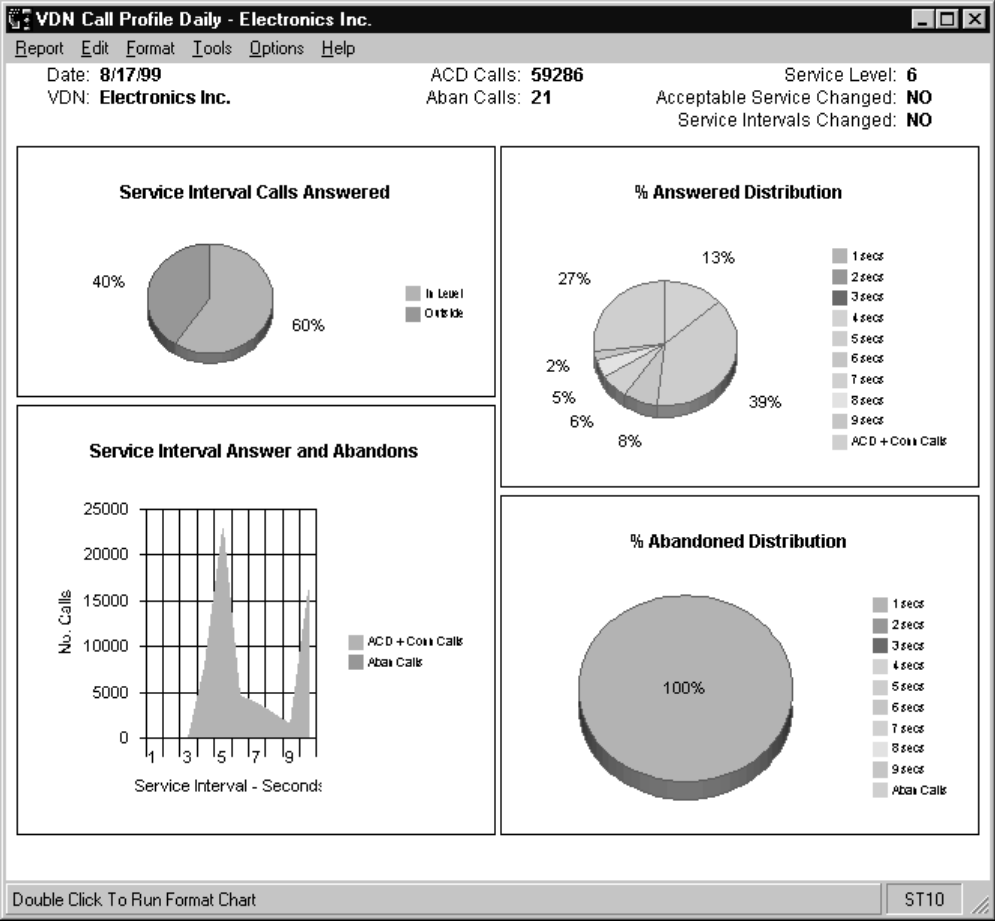 VDN Call Profile Daily - Electronics Inc.
Report Edit Format Tools Options Help
Date: 8/17/99
VDN: Electronics Inc.
ACD Calls: 59286
Aban Calls: 21
Service Level: 6
Acceptable Service Changed: NO
Service Intervals Changed: NO
Service Interval Calls Answered
40%
60%
In Level
Outside
% Answered Distribution
13%
27%
2%
5%
6%
8%
39%
1 secs
2 secs
3 secs
4 secs
5 secs
6 secs
7 secs
8 secs
9 secs
ACD + Conn Calls
Service Interval Answer and Abandons
25000
20000
15000
10000
5000
0
No. Calls
1 3 5 7 9
Service Interval - Seconds
ACD + Conn Calls
Aban Calls
% Abandoned Distribution
100%
1 secs
2 secs
3 secs
4 secs
5 secs
6 secs
7 secs
8 secs
9 secs
Aban Calls
Double Click To Run Format Chart
ST10